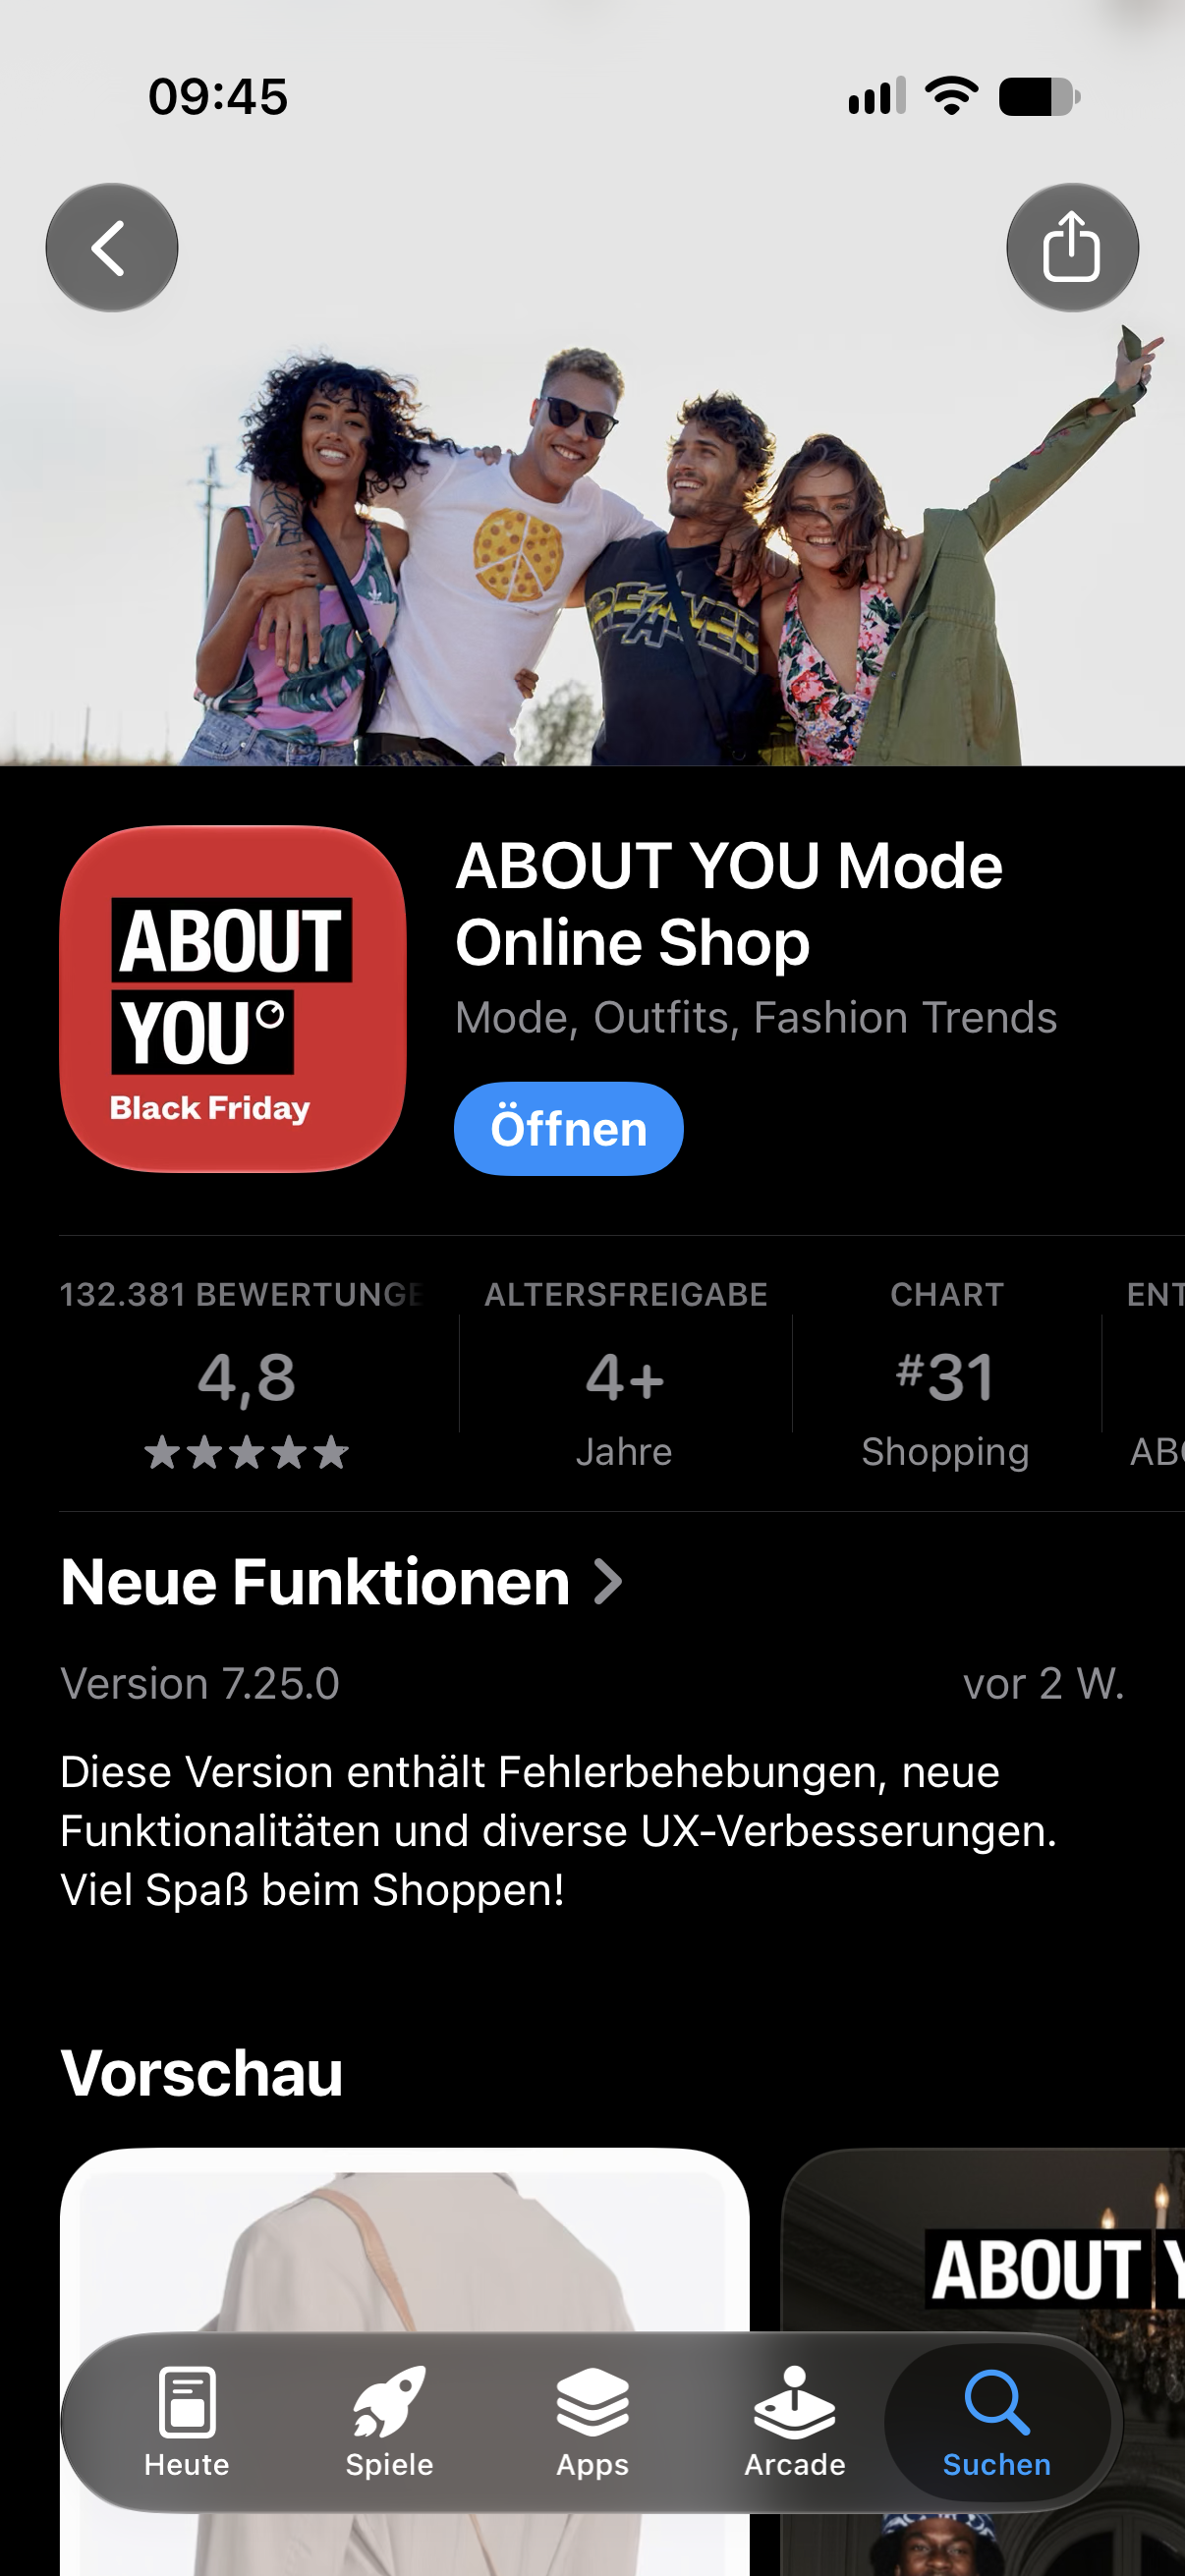 09:45
ABOUT
YOU
Black Friday
ABOUT YOU Mode
Online Shop
Mode, Outfits, Fashion Trends
Öffnen
132.381 BEWERTUNGE
4,8
ALTERSFREIGABE
4+
Jahre
CHART
#31
Shopping
ENT
ABO
Neue Funktionen
Version 7.25.0
vor 2 W.
Diese Version enthält Fehlerbehebungen, neue
Funktionalitäten und diverse UX-Verbesserungen.
Viel Spaß beim Shoppen!
Vorschau
ABOUT Y
Heute
Spiele
Apps
Arcade
Suchen